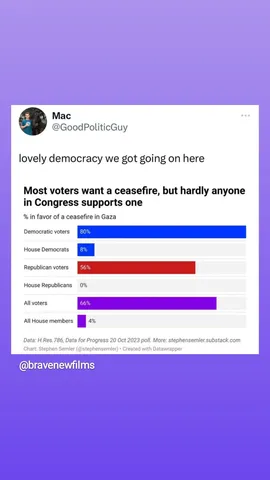 Mac
@GoodPoliticGuy
lovely democracy we got going on here
Most voters want a ceasefire, but hardly anyone
in Congress supports one
% in favor of a ceasefire in Gaza
Democratic voters 80%
House Democrats 8%
Republican voters 56%
House Republicans 0%
All voters 66%
All House members 4%
Data: H.Res.786, Data for Progress 20 Oct 2023 poll. More: stephensemler.substack.com
Chart: Stephen Semler (@stephensemler) • Created with Datawrapper
@bravenewfilms